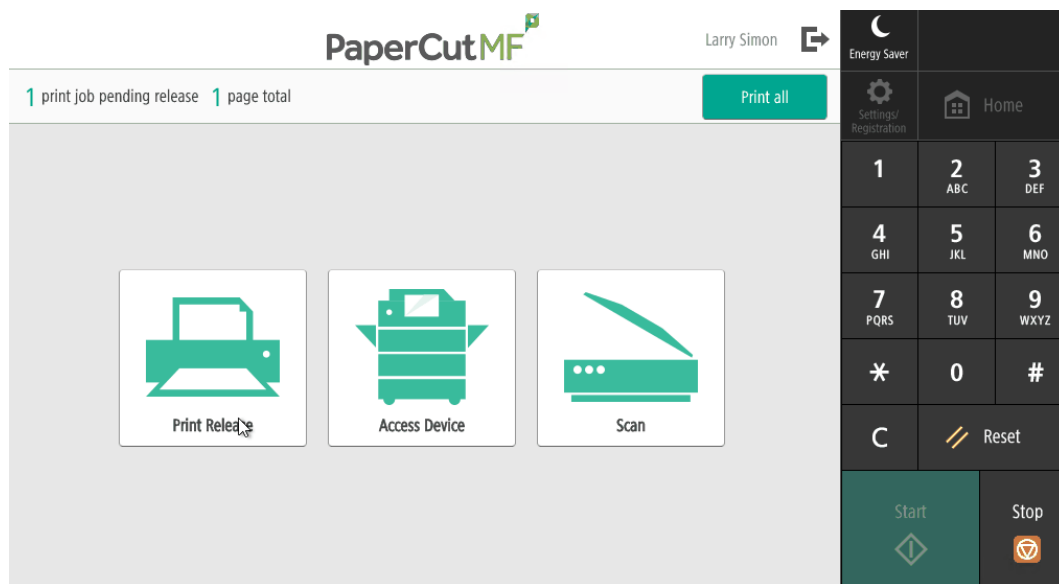 PaperCutMF
Larry Simon
1 print job pending release 1 page total
Print all
Print Release
Access Device
Scan
Energy Saver
Settings/
Registration
Home
1
2
ABC
3
DEF
4
GHI
5
JKL
6
MNO
7
PQRS
8
TUV
9
WXYZ
*
0
#
C
Reset
Start
Stop